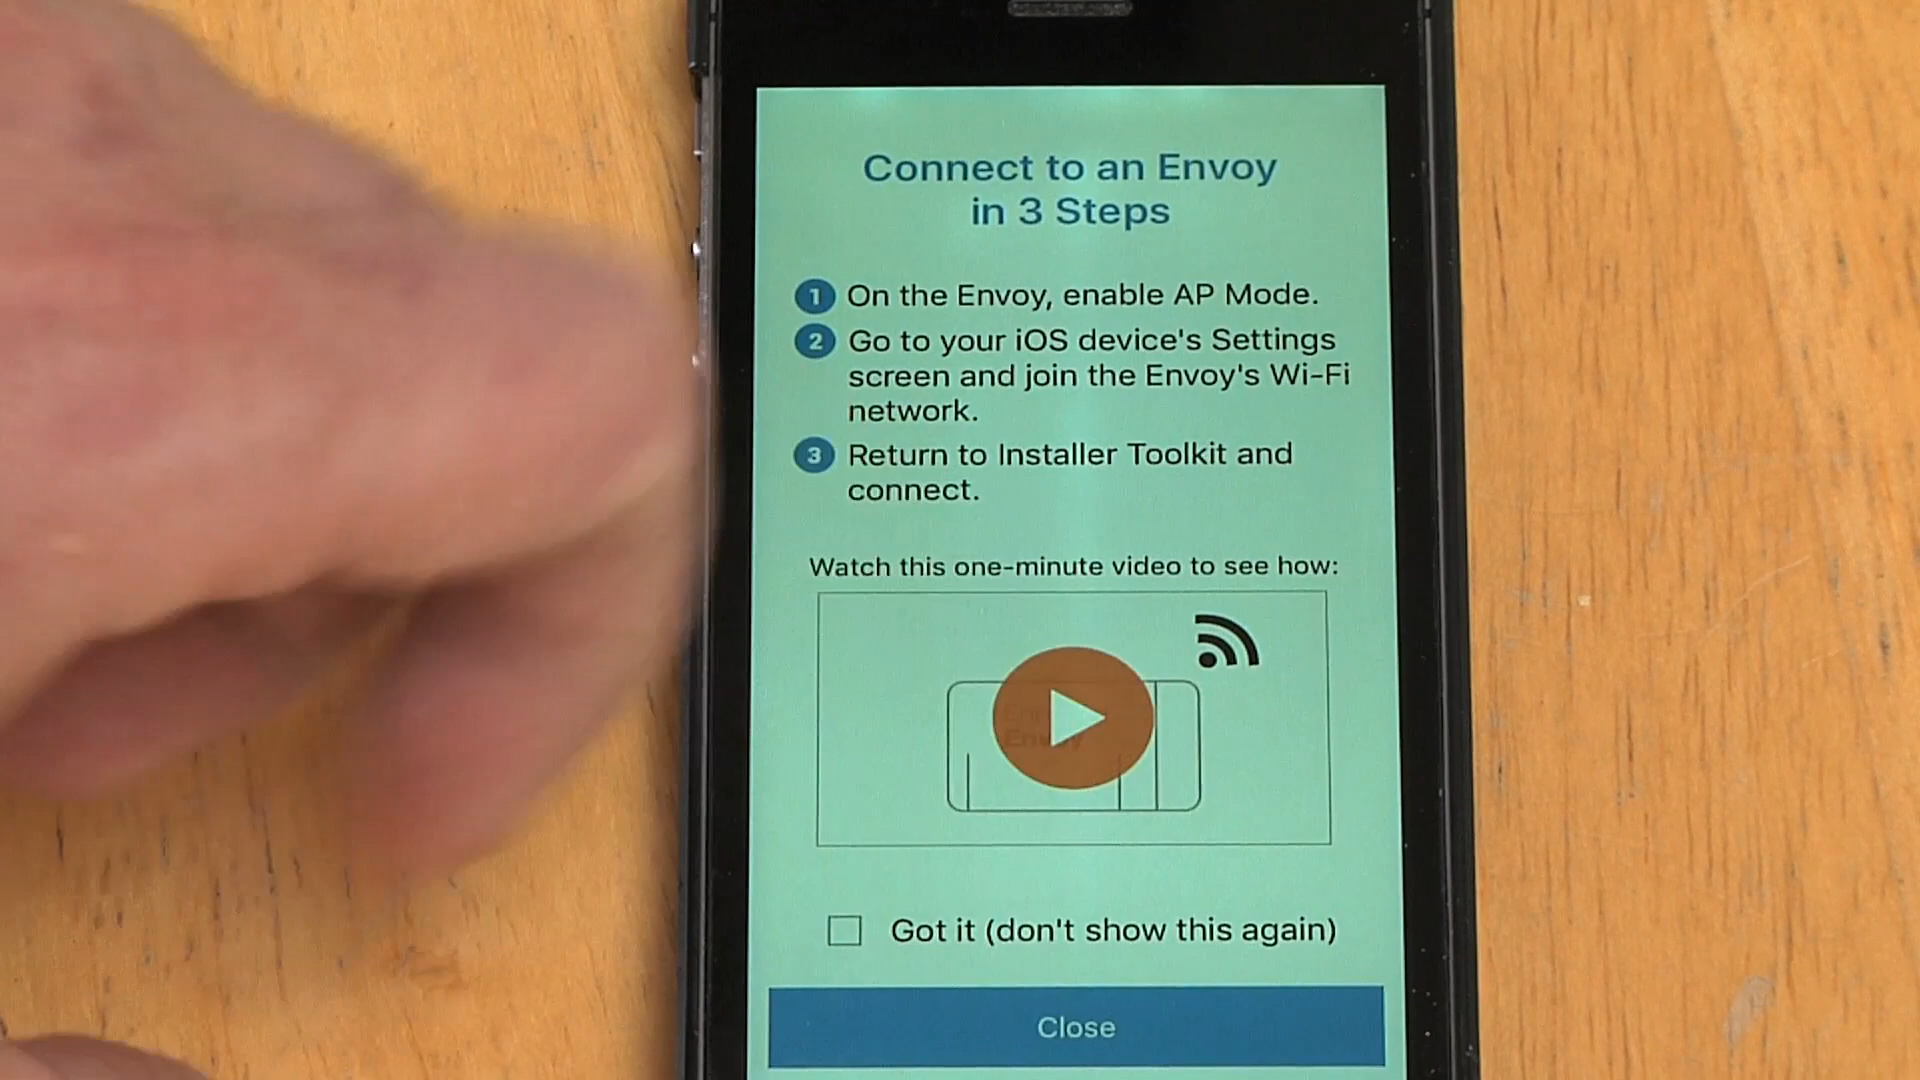 Connect to an Envoy
in 3 Steps
1 On the Envoy, enable AP Mode.
2 Go to your iOS device's Settings
screen and join the Envoy's Wi-Fi
network.
3 Return to Installer Toolkit and
connect.
Watch this one-minute video to see how:
Envoy
Got it (don't show this again)
Close